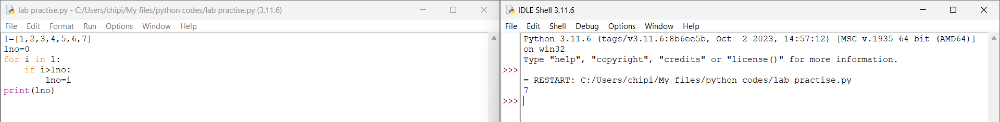 lab practise.py - C:/Users/chipi/My files/python codes/lab practise.py (3.11.6)
File Edit Format Run Options Window Help
l=[1,2,3,4,5,6,7]
lno=0
for i in l:
    if i>lno:
        lno=i
print(lno)
IDLE Shell 3.11.6
File Edit Shell Debug Options Window Help
Python 3.11.6 (tags/v3.11.6:8b6ee5b, Oct  2 2023, 14:57:12) [MSC v.1935 64 bit (AMD64)]
on win32
Type "help", "copyright", "credits" or "license()" for more information.
>>>
= RESTART: C:/Users/chipi/My files/python codes/lab practise.py
7
>>>